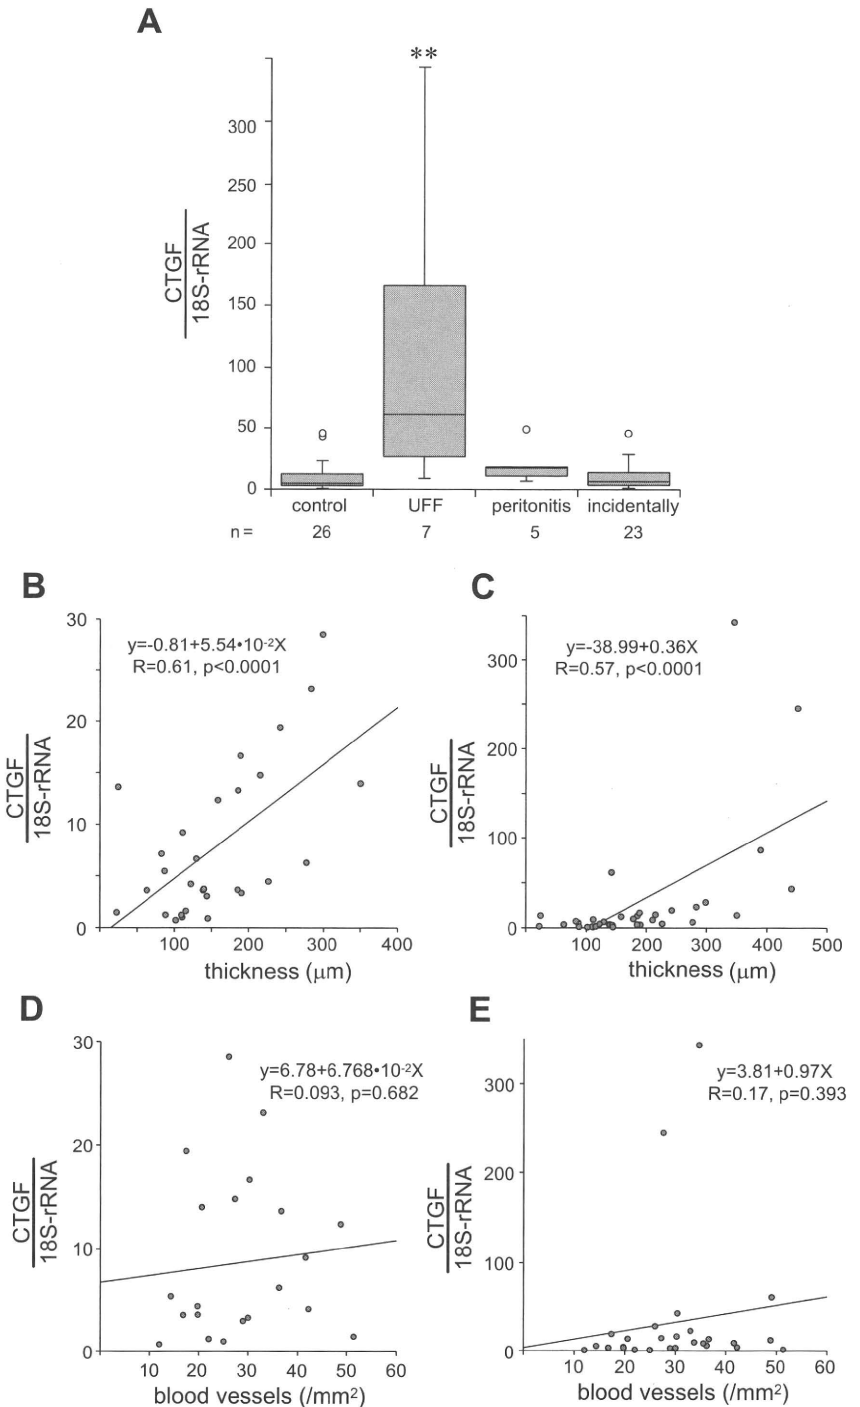 A
**
300
250
200
150
100
50
0
CTGF
18S-rRNA
control UFF peritonitis incidentally
n= 26 7 5 23
B
30
20
10
0
y=-0.81+5.54•10-2X
R=0.61, p<0.0001
CTGF
18S-rRNA
100 200 300 400
thickness (μm)
C
300
200
100
0
y=-38.99+0.36X
R=0.57, p<0.0001
CTGF
18S-rRNA
100 200 300 400 500
thickness (μm)
D
30
20
10
0
y=6.78+6.768•10-2X
R=0.093, p=0.682
CTGF
18S-rRNA
10 20 30 40 50 60
blood vessels (/mm2)
E
300
200
100
0
y=3.81+0.97X
R=0.17, p=0.393
CTGF
18S-rRNA
10 20 30 40 50 60
blood vessels (/mm2)